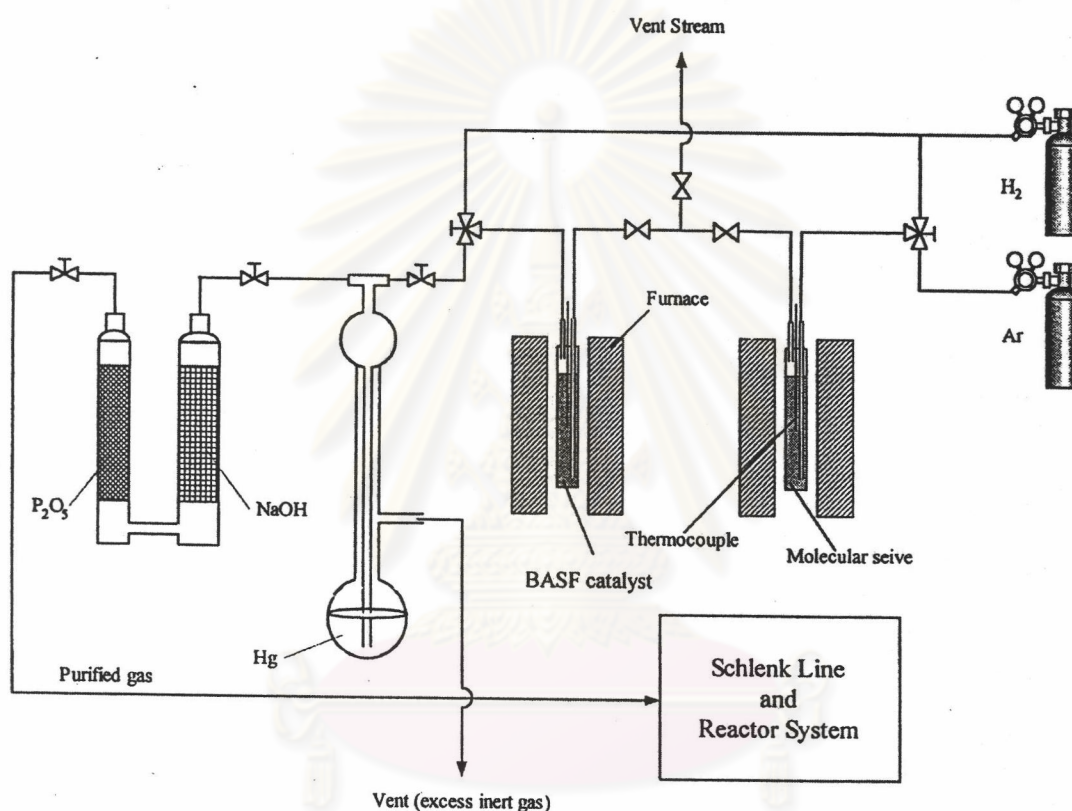 Vent Stream
H₂
Furnace
Ar
P₂O₅
NaOH
Thermocouple
Molecular seive
BASF catalyst
Hg
Schlenk Line
and
Reactor System
Purified gas
Vent (excess inert gas)